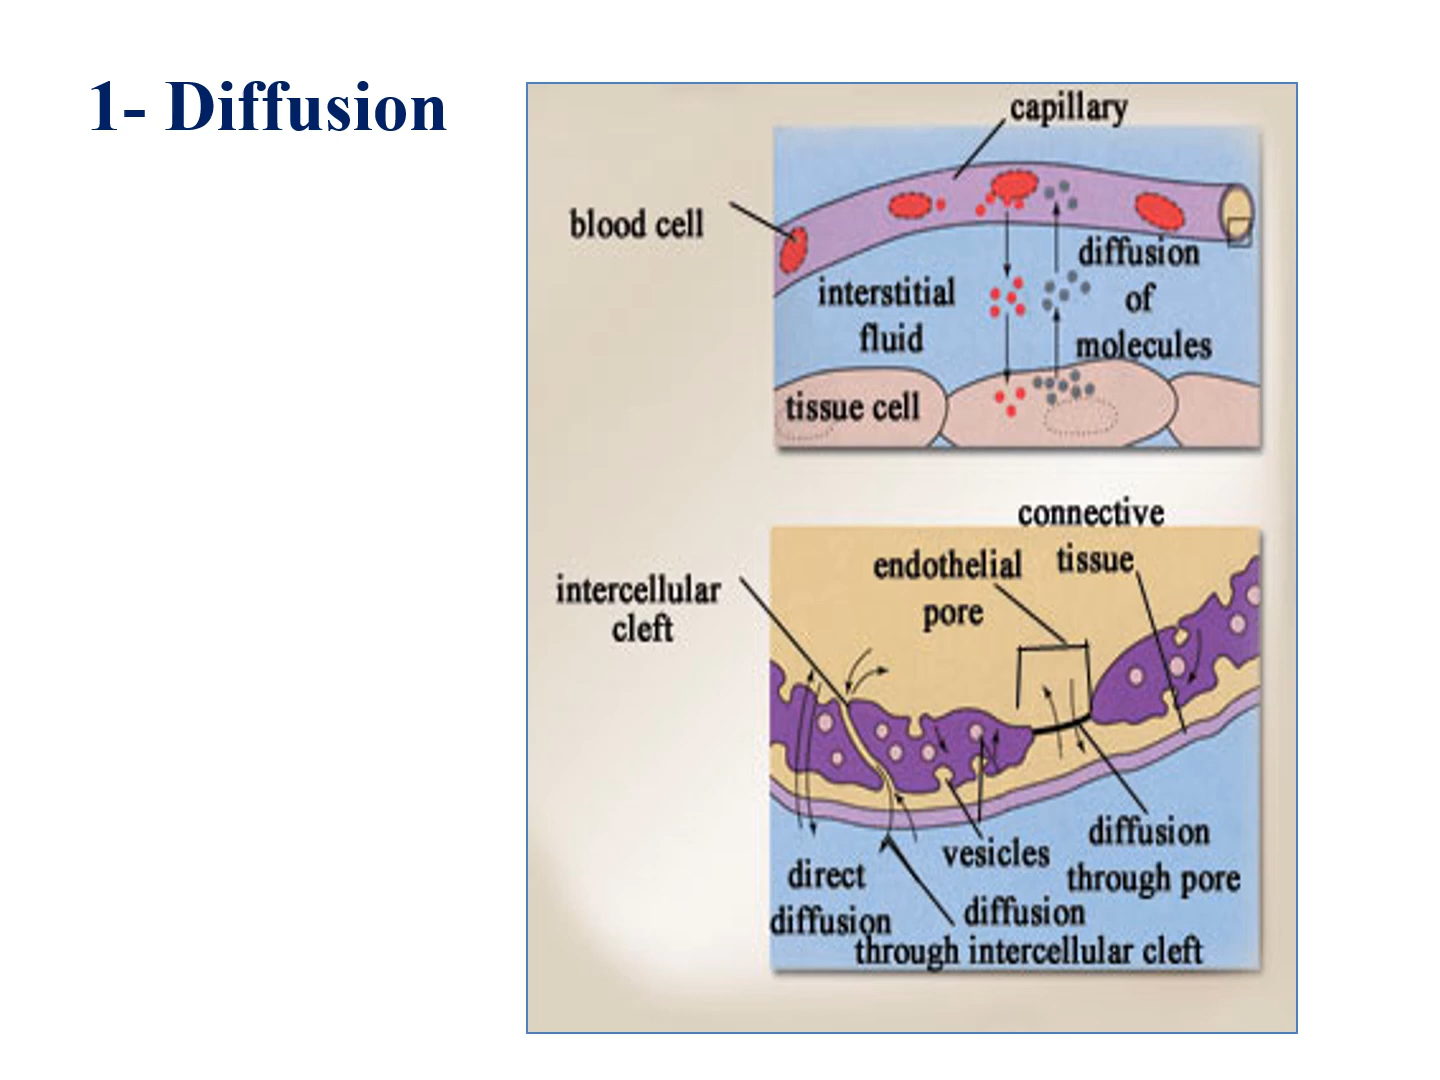 1- Diffusion
capillary
blood cell
diffusion
of
molecules
interstitial
fluid
tissue cell
connective
tissue
endothelial
pore
intercellular
cleft
diffusion
through pore
vesicles
direct
diffusion
diffusion
through intercellular cleft